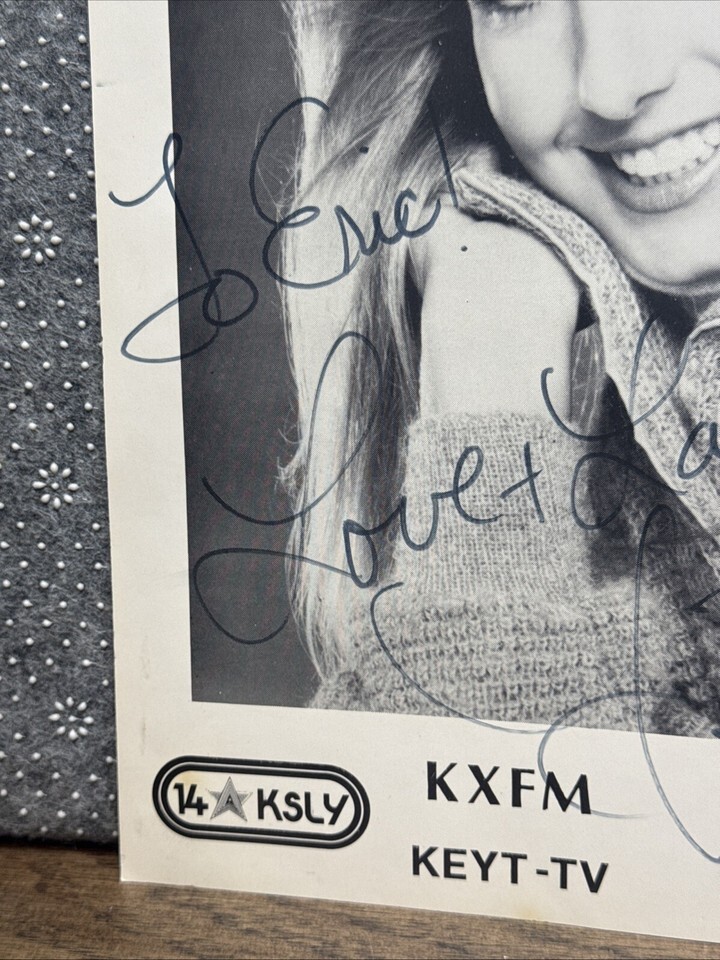 To Eric!
Love +
14 A KSLY
KXFM
KEYT-TV